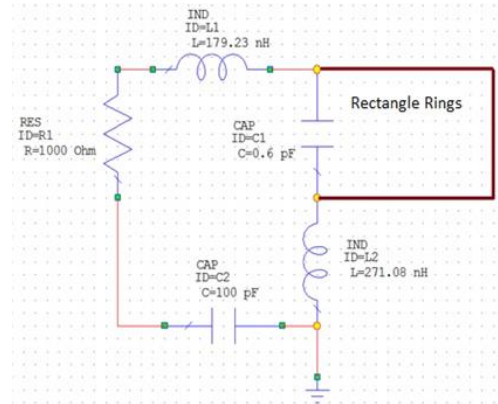 IND
ID=L1
L=179.23 nH
Rectangle Rings
RES
ID=R1
R=1000 Ohm
CAP
ID=C1
C=0.6 pF
IND
ID=L2
L=271.08 nH
CAP
ID=C2
C=100 pF